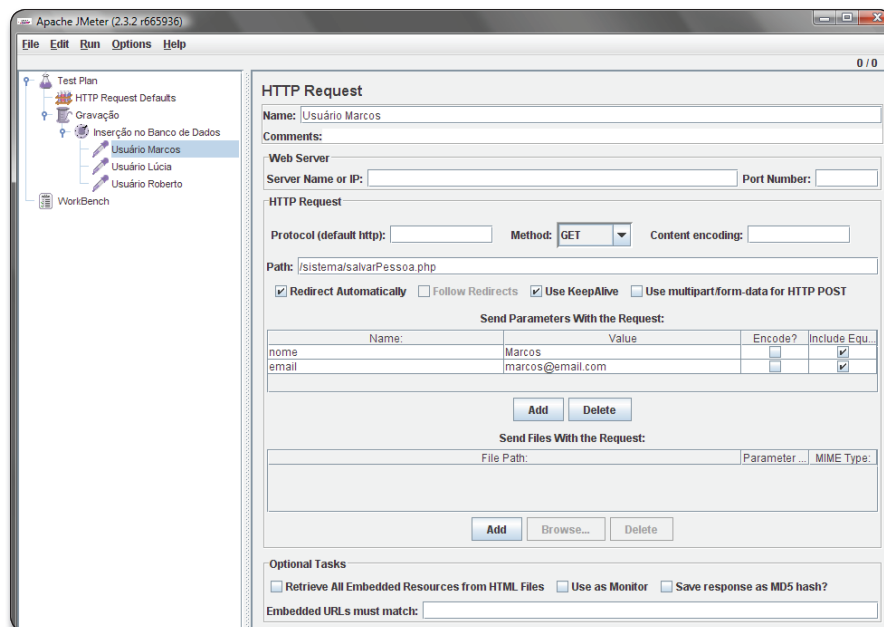 Apache JMeter (2.3.2 r665936)
File Edit Run Options Help
0 / 0
Test Plan
HTTP Request Defaults
Gravação
Inserção no Banco de Dados
Usuário Marcos
Usuário Lúcia
Usuário Roberto
WorkBench
HTTP Request
Name: Usuário Marcos
Comments:
Web Server
Server Name or IP: Port Number:
HTTP Request
Protocol (default http): Method: GET Content encoding:
Path: /sistema/salvarPessoa.php
Redirect Automatically Follow Redirects Use KeepAlive Use multipart/form-data for HTTP POST
Send Parameters With the Request:
Name: Value Encode? Include Equ...
nome Marcos
email marcos@email.com
Add Delete
Send Files With the Request:
File Path: Parameter ... MIME Type:
Add Browse... Delete
Optional Tasks
Retrieve All Embedded Resources from HTML Files Use as Monitor Save response as MD5 hash?
Embedded URLs must match: